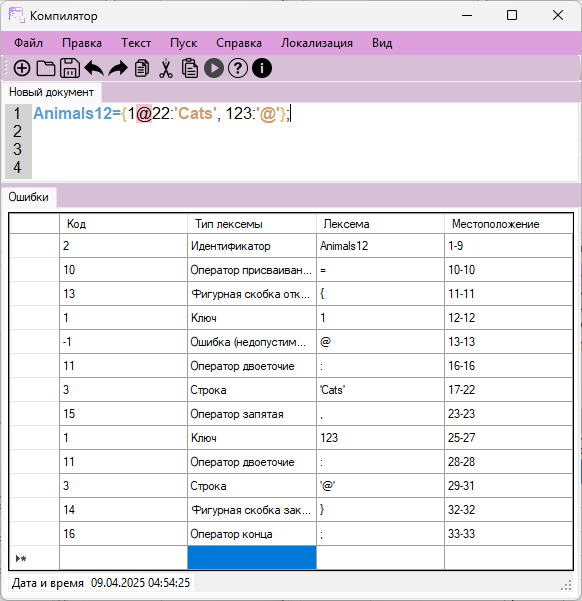 Компилятор
Файл Правка Текст Пуск Справка Локализация Вид
Новый документ
1 Animals12={1@22:'Cats', 123:'@'};
2
3
4
Ошибки
Код Тип лексемы Лексема Местоположение
2 Идентификатор Animals12 1-9
10 Оператор присваиван... = 10-10
13 Фигурная скобка отк... { 11-11
1 Ключ 1 12-12
-1 Ошибка (недопустим... @ 13-13
11 Оператор двоеточие : 16-16
3 Строка 'Cats' 17-22
15 Оператор запятая , 23-23
1 Ключ 123 25-27
11 Оператор двоеточие : 28-28
3 Строка '@' 29-31
14 Фигурная скобка зак... } 32-32
16 Оператор конца ; 33-33
Дата и время 09.04.2025 04:54:25